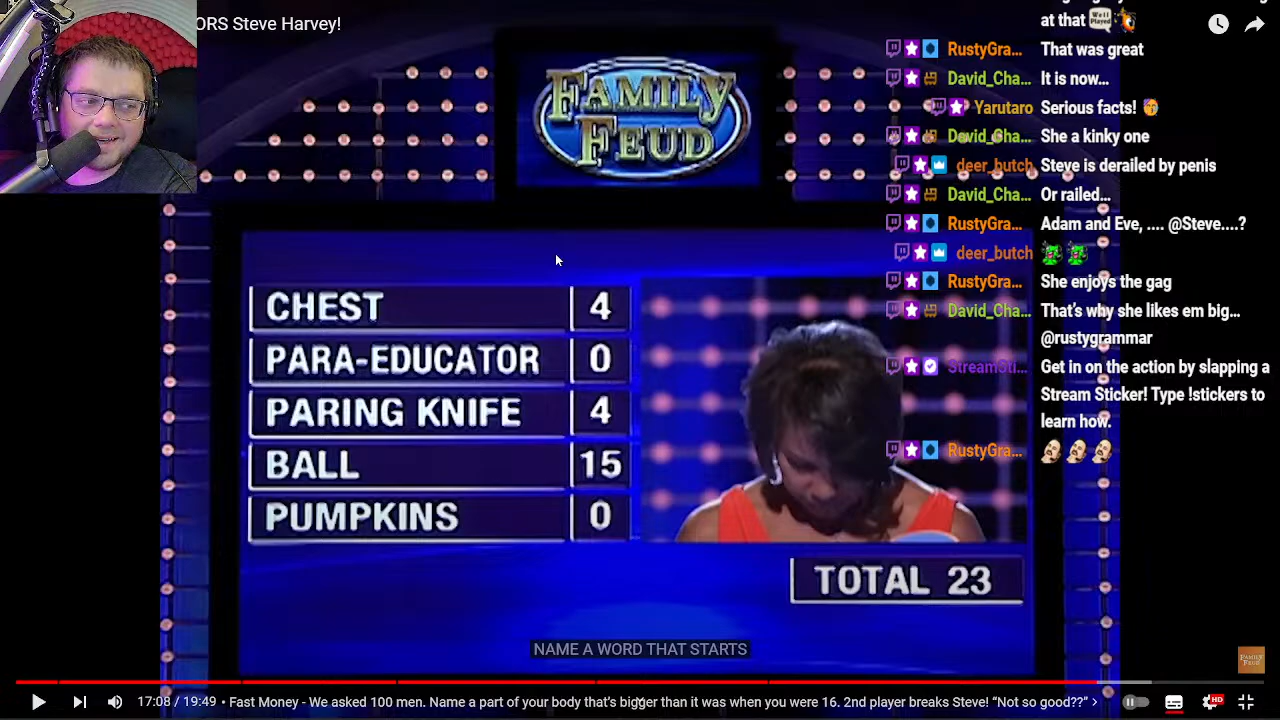 ORS Steve Harvey!
at that Well Played
RustyGra... That was great
David_Cha... It is now...
Yarutaro Serious facts!
David_Cha... She a kinky one
deer_butch Steve is derailed by penis
David_Cha... Or railed...
RustyGra... Adam and Eve, .... @Steve....?
deer_butch
RustyGra... She enjoys the gag
David_Cha... That's why she likes em big...
@rustygrammar
StreamSti... Get in on the action by slapping a
Stream Sticker! Type !stickers to
learn how.
RustyGra...
FAMILY
FEUD
CHEST 4
PARA-EDUCATOR 0
PARING KNIFE 4
BALL 15
PUMPKINS 0
TOTAL 23
NAME A WORD THAT STARTS
FAMILY
FEUD
17:08 / 19:49 • Fast Money - We asked 100 men. Name a part of your body that's bigger than it was when you were 16. 2nd player breaks Steve! “Not so good??” >
HD